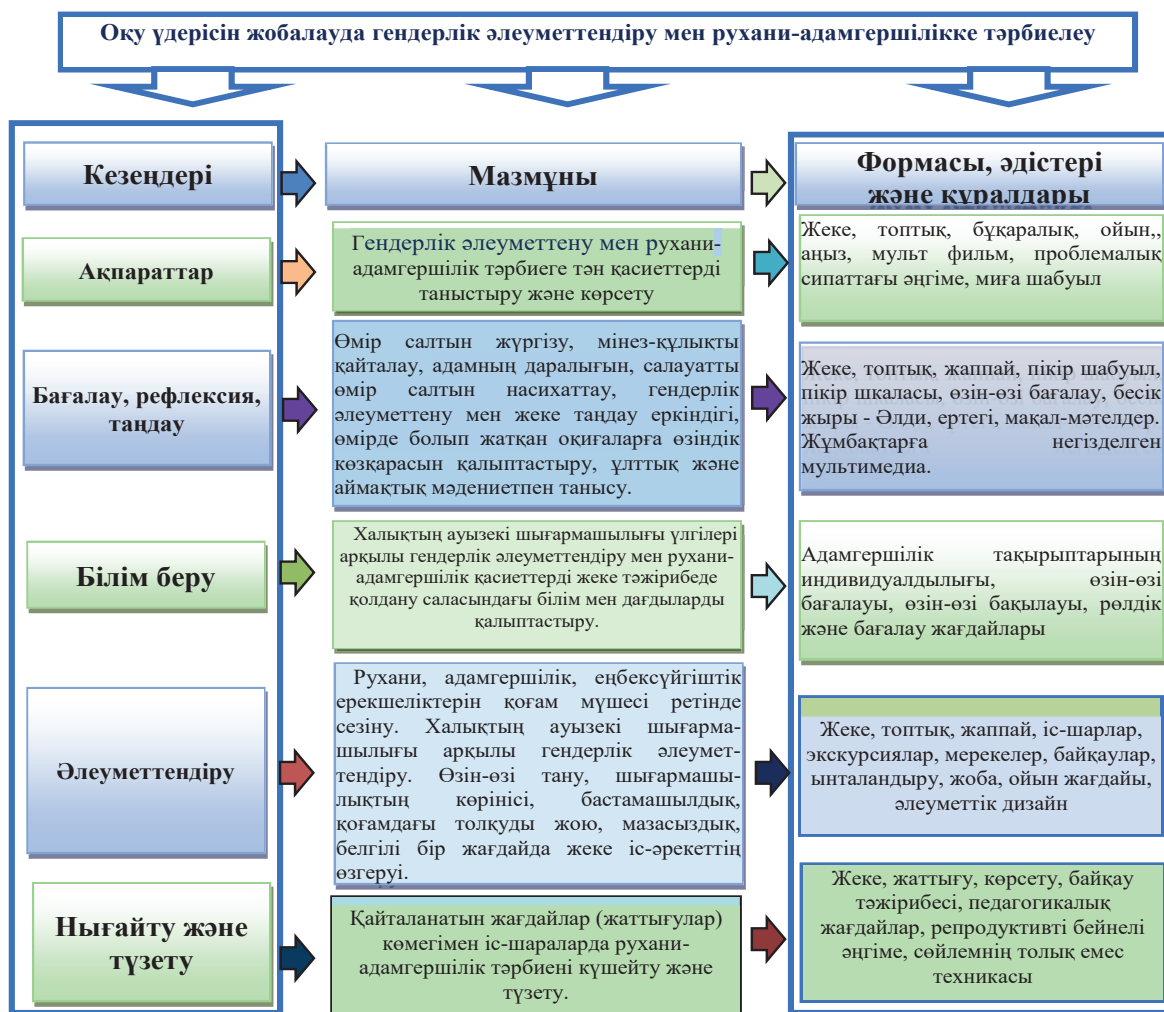 Оқу үдерісін жобалауда гендерлік әлеуметтендіру мен рухани-адамгершілікке тәрбиелеу
Кезеңдері
Мазмұны
Формасы, әдістері
және құралдары
Ақпараттар
Гендерлік әлеуметтену мен рухани-
адамгершілік тәрбиеге тән қасиеттерді
таныстыру және көрсету
Жеке, топтық, бұқаралық, ойын,,
аңыз, мульт фильм, проблемалық
сипаттағы әңгіме, миға шабуыл
Бағалау, рефлексия,
таңдау
Өмір салтын жүргізу, мінез-құлықты
қайталау, адамның даралығын, салауатты
өмір салтын насихаттау, гендерлік
әлеуметтену мен жеке таңдау еркіндігі,
өмірде болып жатқан оқиғаларға өзіндік
көзқарасын қалыптастыру, ұлттық және
аймақтық мәдениетпен танысу.
Жеке, топтық, жаппай, пікір шабуыл,
пікір шкаласы, өзін-өзі бағалау, бесік
жыры - Әлди, ертегі, мақал-мәтелдер.
Жұмбақтарға негізделген
мультимедиа.
Білім беру
Халықтың ауызекі шығармашылығы үлгілері
арқылы гендерлік әлеуметтендіру мен рухани-
адамгершілік қасиеттерді жеке тәжірибеде
қолдану саласындағы білім мен дағдыларды
қалыптастыру.
Адамгершілік тақырыптарының
индивидуалдылығы, өзін-өзі
бағалауы, өзін-өзі бақылауы, рөлдік
және бағалау жағдайлары
Әлеуметтендіру
Рухани, адамгершілік, еңбексүйгіштік
ерекшеліктерін қоғам мүшесі ретінде
сезіну. Халықтың ауызекі шығарма-
шылығы арқылы гендерлік әлеумет-
тендіру. Өзін-өзі тану, шығармашы-
лықтың көрінісі, бастамашылдық,
қоғамдағы толқуды жою, мазасыздық,
белгілі бір жағдайда жеке іс-әрекеттің
өзгеруі.
Жеке, топтық, жаппай, іс-шарлар,
экскурсиялар, мерекелер, байқаулар,
ынталандыру, жоба, ойын жағдайы,
әлеуметтік дизайн
Нығайту және
түзету
Қайталанатын жағдайлар (жаттығулар)
көмегімен іс-шараларда рухани-
адамгершілік тәрбиені күшейту және
түзету.
Жеке, жаттығу, көрсету, байқау
тәжірибесі, педагогикалық
жағдайлар, репродуктивті бейнелі
әңгіме, сөйлемнің толық емес
техникасы